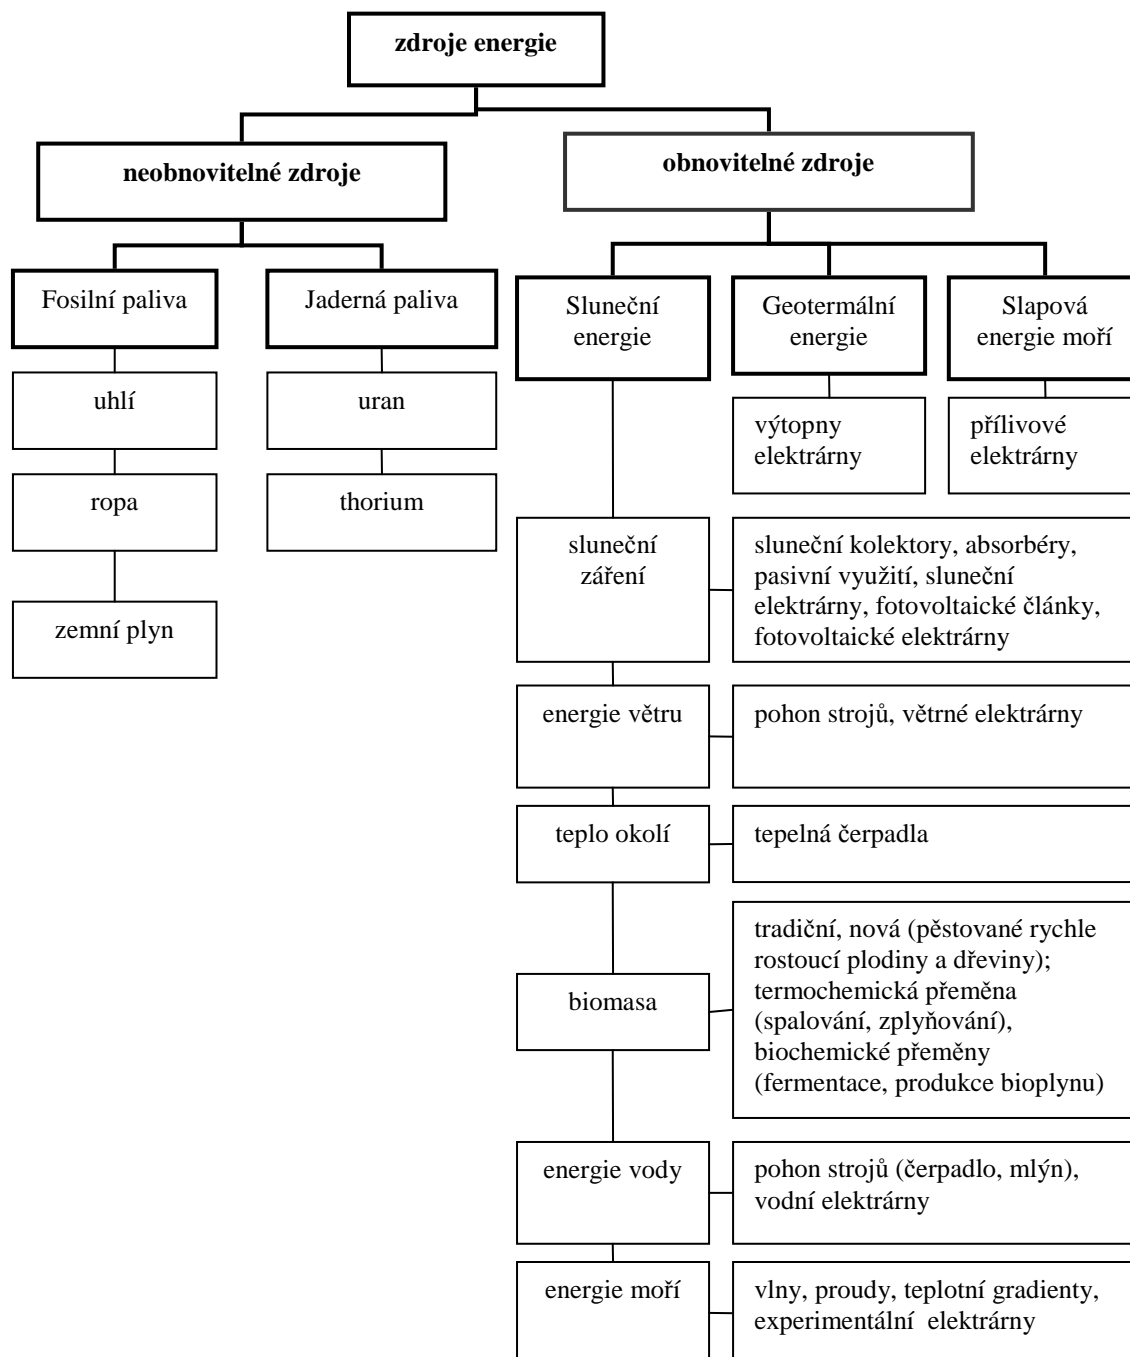 zdroje energie
neobnovitelné zdroje
obnovitelné zdroje
Fosilní paliva
Jaderná paliva
Sluneční
energie
Geotermální
energie
Slapová
energie moří
uhlí
uran
výtopny
elektrárny
přílivové
elektrárny
ropa
thorium
zemní plyn
sluneční
záření
sluneční kolektory, absorbéry,
pasivní využití, sluneční
elektrárny, fotovoltaické články,
fotovoltaické elektrárny
energie větru
pohon strojů, větrné elektrárny
teplo okolí
tepelná čerpadla
biomasa
tradiční, nová (pěstované rychle
rostoucí plodiny a dřeviny);
termochemická přeměna
(spalování, zplyňování),
biochemické přeměny
(fermentace, produkce bioplynu)
energie vody
pohon strojů (čerpadlo, mlýn),
vodní elektrárny
energie moří
vlny, proudy, teplotní gradienty,
experimentální  elektrárny